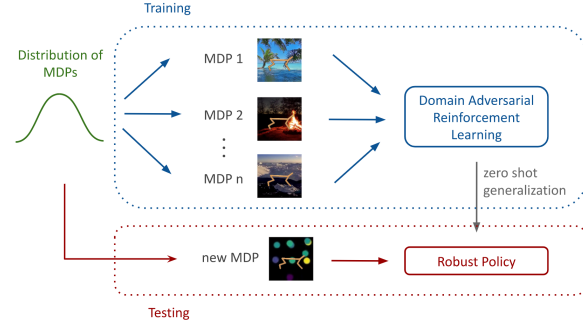 Training
Distribution of
MDPs
MDP 1
MDP 2
MDP n
Domain Adversarial
Reinforcement
Learning
zero shot
generalization
new MDP
Robust Policy
Testing